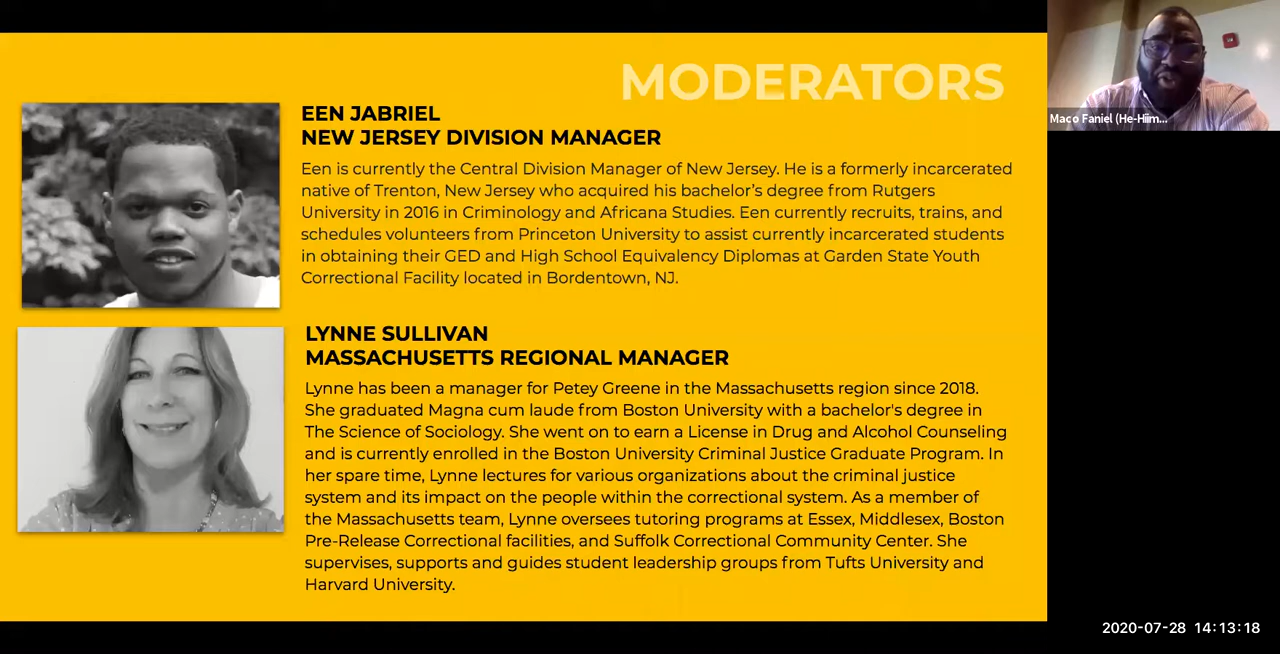 MODERATORS
EEN JABRIEL
NEW JERSEY DIVISION MANAGER
Een is currently the Central Division Manager of New Jersey. He is a formerly incarcerated
native of Trenton, New Jersey who acquired his bachelor’s degree from Rutgers
University in 2016 in Criminology and Africana Studies. Een currently recruits, trains, and
schedules volunteers from Princeton University to assist currently incarcerated students
in obtaining their GED and High School Equivalency Diplomas at Garden State Youth
Correctional Facility located in Bordentown, NJ.
LYNNE SULLIVAN
MASSACHUSETTS REGIONAL MANAGER
Lynne has been a manager for Petey Greene in the Massachusetts region since 2018.
She graduated Magna cum laude from Boston University with a bachelor's degree in
The Science of Sociology. She went on to earn a License in Drug and Alcohol Counseling
and is currently enrolled in the Boston University Criminal Justice Graduate Program. In
her spare time, Lynne lectures for various organizations about the criminal justice
system and its impact on the people within the correctional system. As a member of
the Massachusetts team, Lynne oversees tutoring programs at Essex, Middlesex, Boston
Pre-Release Correctional facilities, and Suffolk Correctional Community Center. She
supervises, supports and guides student leadership groups from Tufts University and
Harvard University.
Maco Faniel (He-Hiim...
2020-07-28 14:13:18